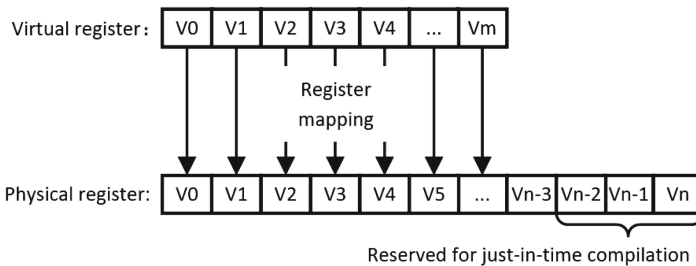 Virtual register: V0 V1 V2 V3 V4 ... Vm
Register
mapping
Physical register: V0 V1 V2 V3 V4 V5 ... Vn-3 Vn-2 Vn-1 Vn
Reserved for just-in-time compilation